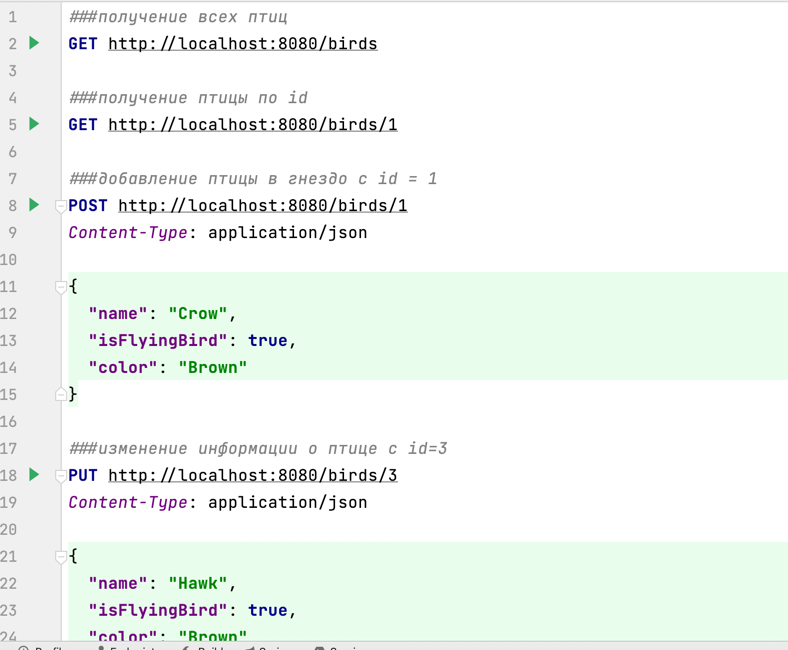 1 ###получение всех птиц
2 GET http://localhost:8080/birds
3
4 ###получение птицы по id
5 GET http://localhost:8080/birds/1
6
7 ###добавление птицы в гнездо с id = 1
8 POST http://localhost:8080/birds/1
9 Content-Type: application/json
10
11 {
12 "name": "Crow",
13 "isFlyingBird": true,
14 "color": "Brown"
15 }
16
17 ###изменение информации о птице с id=3
18 PUT http://localhost:8080/birds/3
19 Content-Type: application/json
20
21 {
22 "name": "Hawk",
23 "isFlyingBird": true,
24 "color": "Brown"